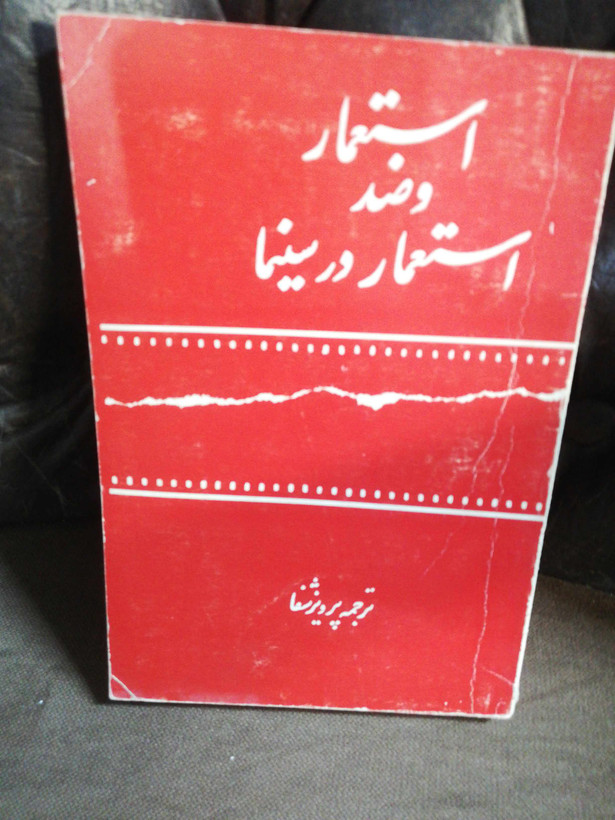 استعمار
و ضد
استعمار در سینما
ترجمه پرویز شفا